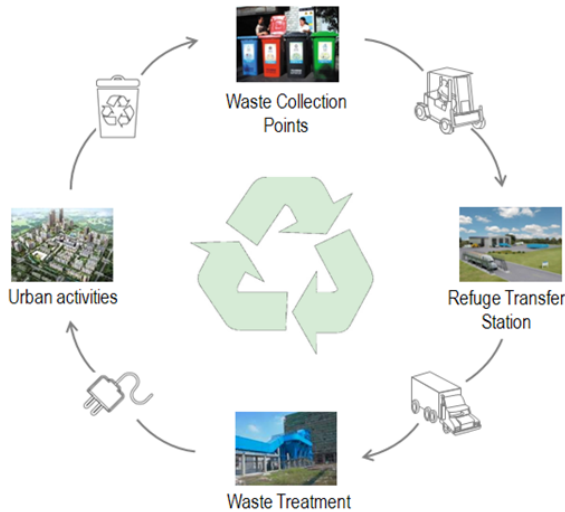 Waste Collection
Points
Urban activities
Refuge Transfer
Station
Waste Treatment